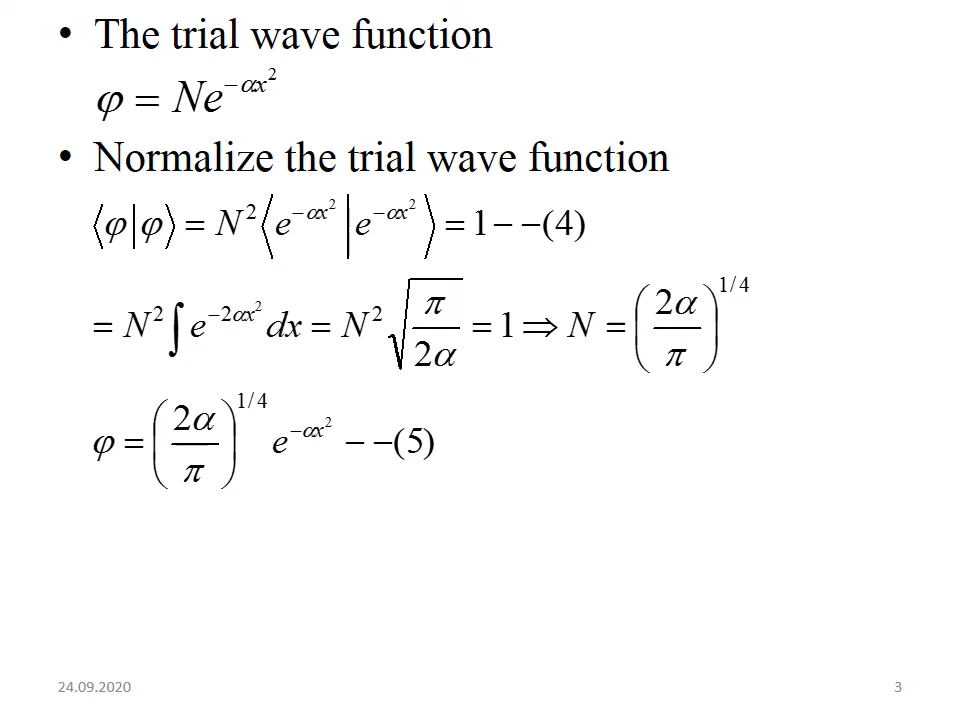 • The trial wave function
φ = Ne^{−αx²}
• Normalize the trial wave function
⟨φ|φ⟩ = N²⟨e^{−αx²}|e^{−αx²}⟩ = 1 − −(4)
= N² ∫ e^{−2αx²} dx = N² √(π/2α) = 1 ⇒ N = (2α/π)^{1/4}
φ = (2α/π)^{1/4} e^{−αx²} − −(5)
24.09.2020 3